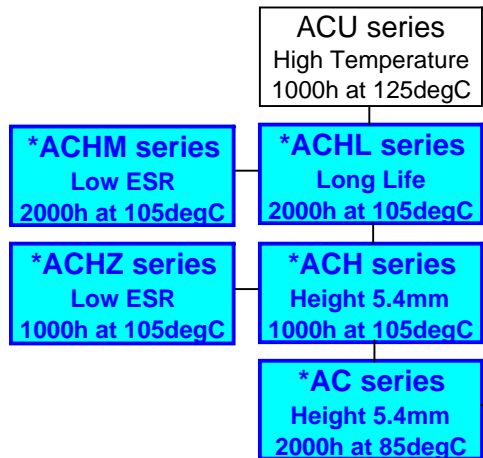 ACU series
High Temperature
1000h at 125degC
*ACHM series
Low ESR
2000h at 105degC
*ACHL series
Long Life
2000h at 105degC
*ACHZ series
Low ESR
1000h at 105degC
*ACH series
Height 5.4mm
1000h at 105degC
*AC series
Height 5.4mm
2000h at 85degC